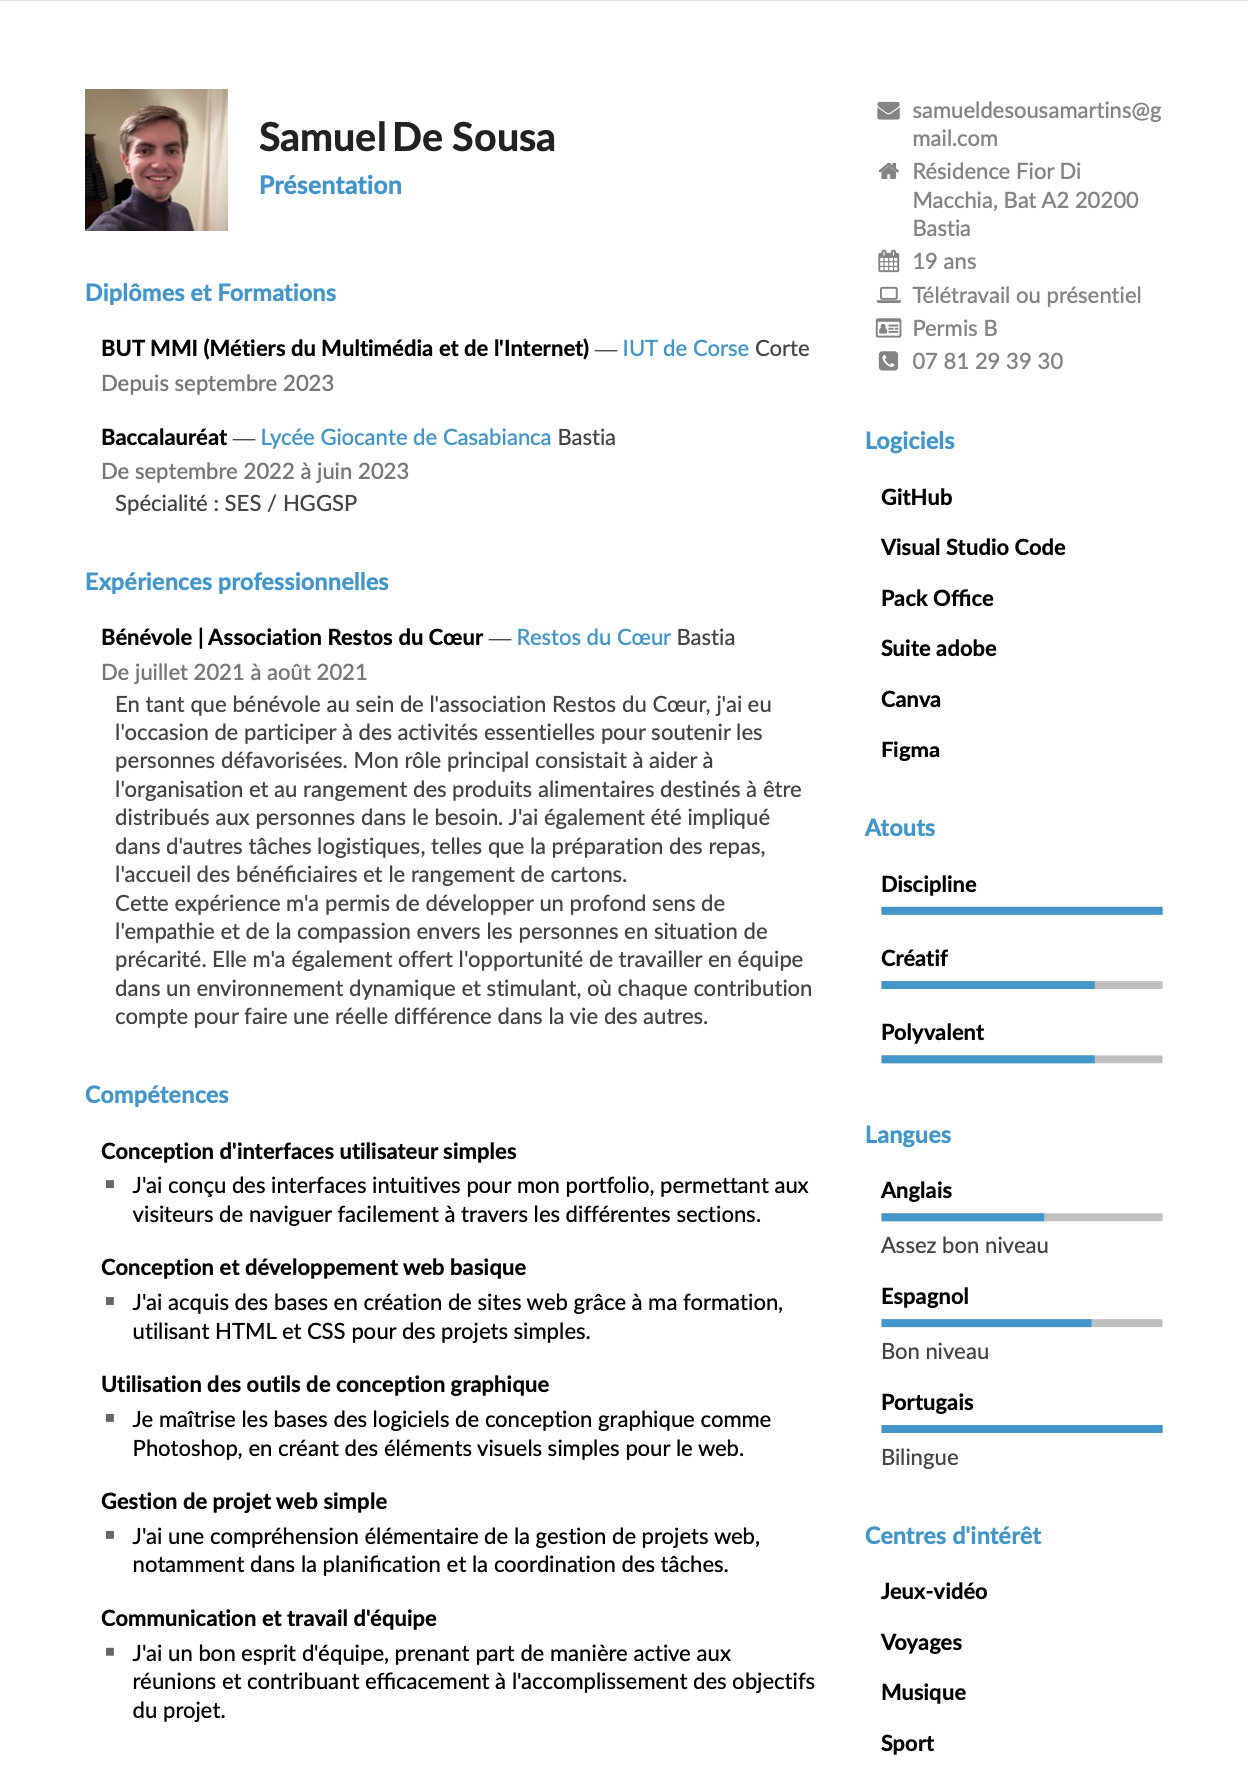 Samuel De Sousa
Présentation
Diplômes et Formations
BUT MMI (Métiers du Multimédia et de l'Internet) — IUT de Corse Corte
Depuis septembre 2023
Baccalauréat — Lycée Giocante de Casabianca Bastia
De septembre 2022 à juin 2023
Spécialité : SES / HGGSP
Expériences professionnelles
Bénévole | Association Restos du Cœur — Restos du Cœur Bastia
De juillet 2021 à août 2021
En tant que bénévole au sein de l'association Restos du Cœur, j'ai eu
l'occasion de participer à des activités essentielles pour soutenir les
personnes défavorisées. Mon rôle principal consistait à aider à
l'organisation et au rangement des produits alimentaires destinés à être
distribués aux personnes dans le besoin. J'ai également été impliqué
dans d'autres tâches logistiques, telles que la préparation des repas,
l'accueil des bénéficiaires et le rangement de cartons.
Cette expérience m'a permis de développer un profond sens de
l'empathie et de la compassion envers les personnes en situation de
précarité. Elle m'a également offert l'opportunité de travailler en équipe
dans un environnement dynamique et stimulant, où chaque contribution
compte pour faire une réelle différence dans la vie des autres.
Compétences
Conception d'interfaces utilisateur simples
▪ J'ai conçu des interfaces intuitives pour mon portfolio, permettant aux
visiteurs de naviguer facilement à travers les différentes sections.
Conception et développement web basique
▪ J'ai acquis des bases en création de sites web grâce à ma formation,
utilisant HTML et CSS pour des projets simples.
Utilisation des outils de conception graphique
▪ Je maîtrise les bases des logiciels de conception graphique comme
Photoshop, en créant des éléments visuels simples pour le web.
Gestion de projet web simple
▪ J'ai une compréhension élémentaire de la gestion de projets web,
notamment dans la planification et la coordination des tâches.
Communication et travail d'équipe
▪ J'ai un bon esprit d'équipe, prenant part de manière active aux
réunions et contribuant efficacement à l'accomplissement des objectifs
du projet.
samueldesousamartins@g
mail.com
Résidence Fior Di
Macchia, Bat A2 20200
Bastia
19 ans
Télétravail ou présentiel
Permis B
07 81 29 39 30
Logiciels
GitHub
Visual Studio Code
Pack Office
Suite adobe
Canva
Figma
Atouts
Discipline
Créatif
Polyvalent
Langues
Anglais
Assez bon niveau
Espagnol
Bon niveau
Portugais
Bilingue
Centres d'intérêt
Jeux-vidéo
Voyages
Musique
Sport